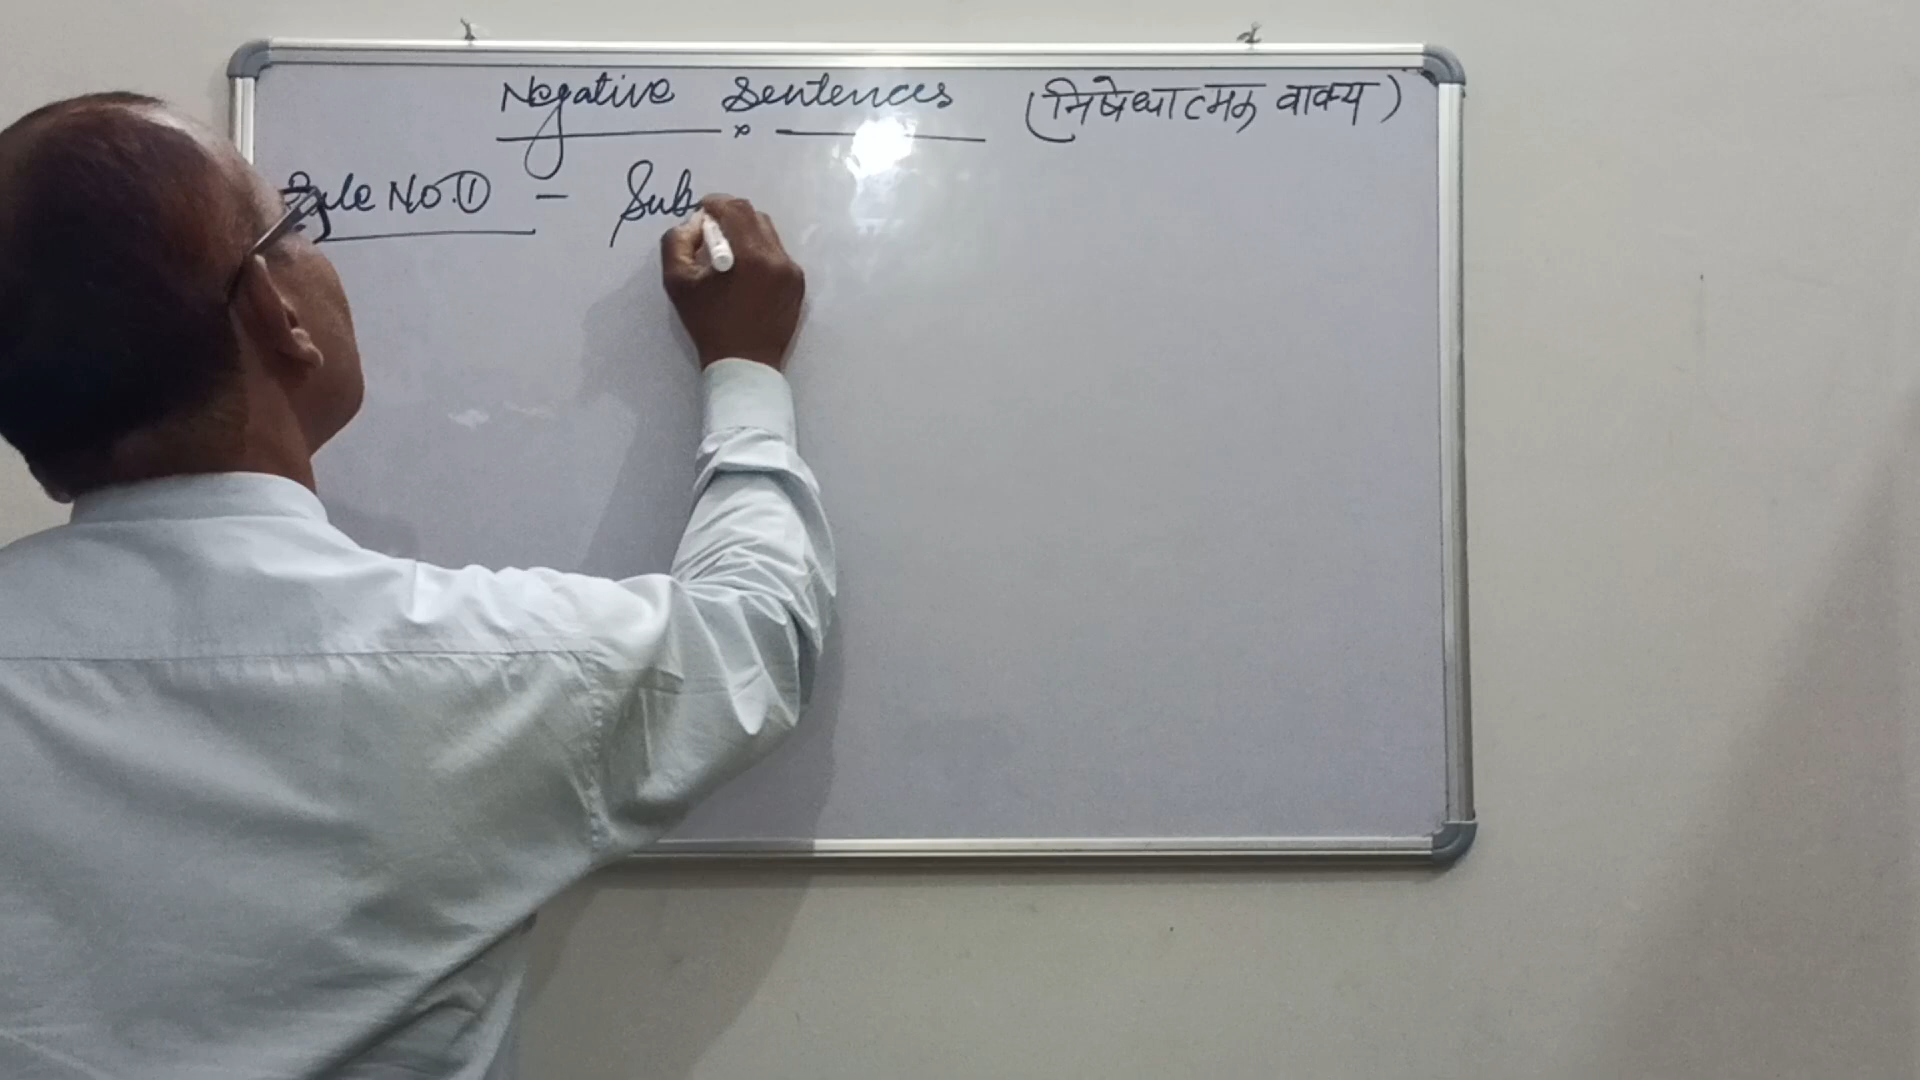 Negative Sentences (निषेधात्मक वाक्य)
Rule No. ① - Sub